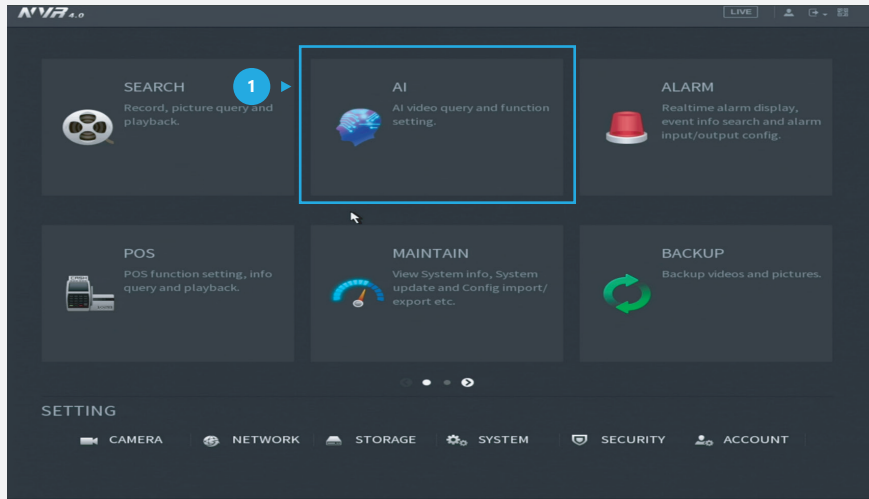 NVR 4.0
LIVE
SEARCH
Record, picture query and
playback.
1
AI
AI video query and function
setting.
ALARM
Realtime alarm display,
event info search and alarm
input/output config.
POS
POS function setting, info
query and playback.
MAINTAIN
View System info, System
update and Config import/
export etc.
BACKUP
Backup videos and pictures.
SETTING
CAMERA
NETWORK
STORAGE
SYSTEM
SECURITY
ACCOUNT